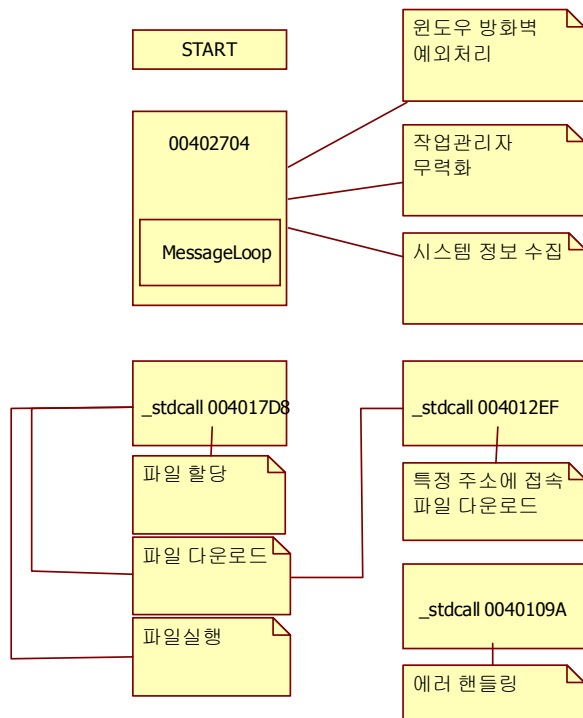 START
윈도우 방화벽
예외처리
00402704
작업관리자
무력화
MessageLoop
시스템 정보 수집
_stdcall 004017D8
_stdcall 004012EF
파일 할당
특정 주소에 접속
파일 다운로드
파일 다운로드
_stdcall 0040109A
파일실행
에러 핸들링